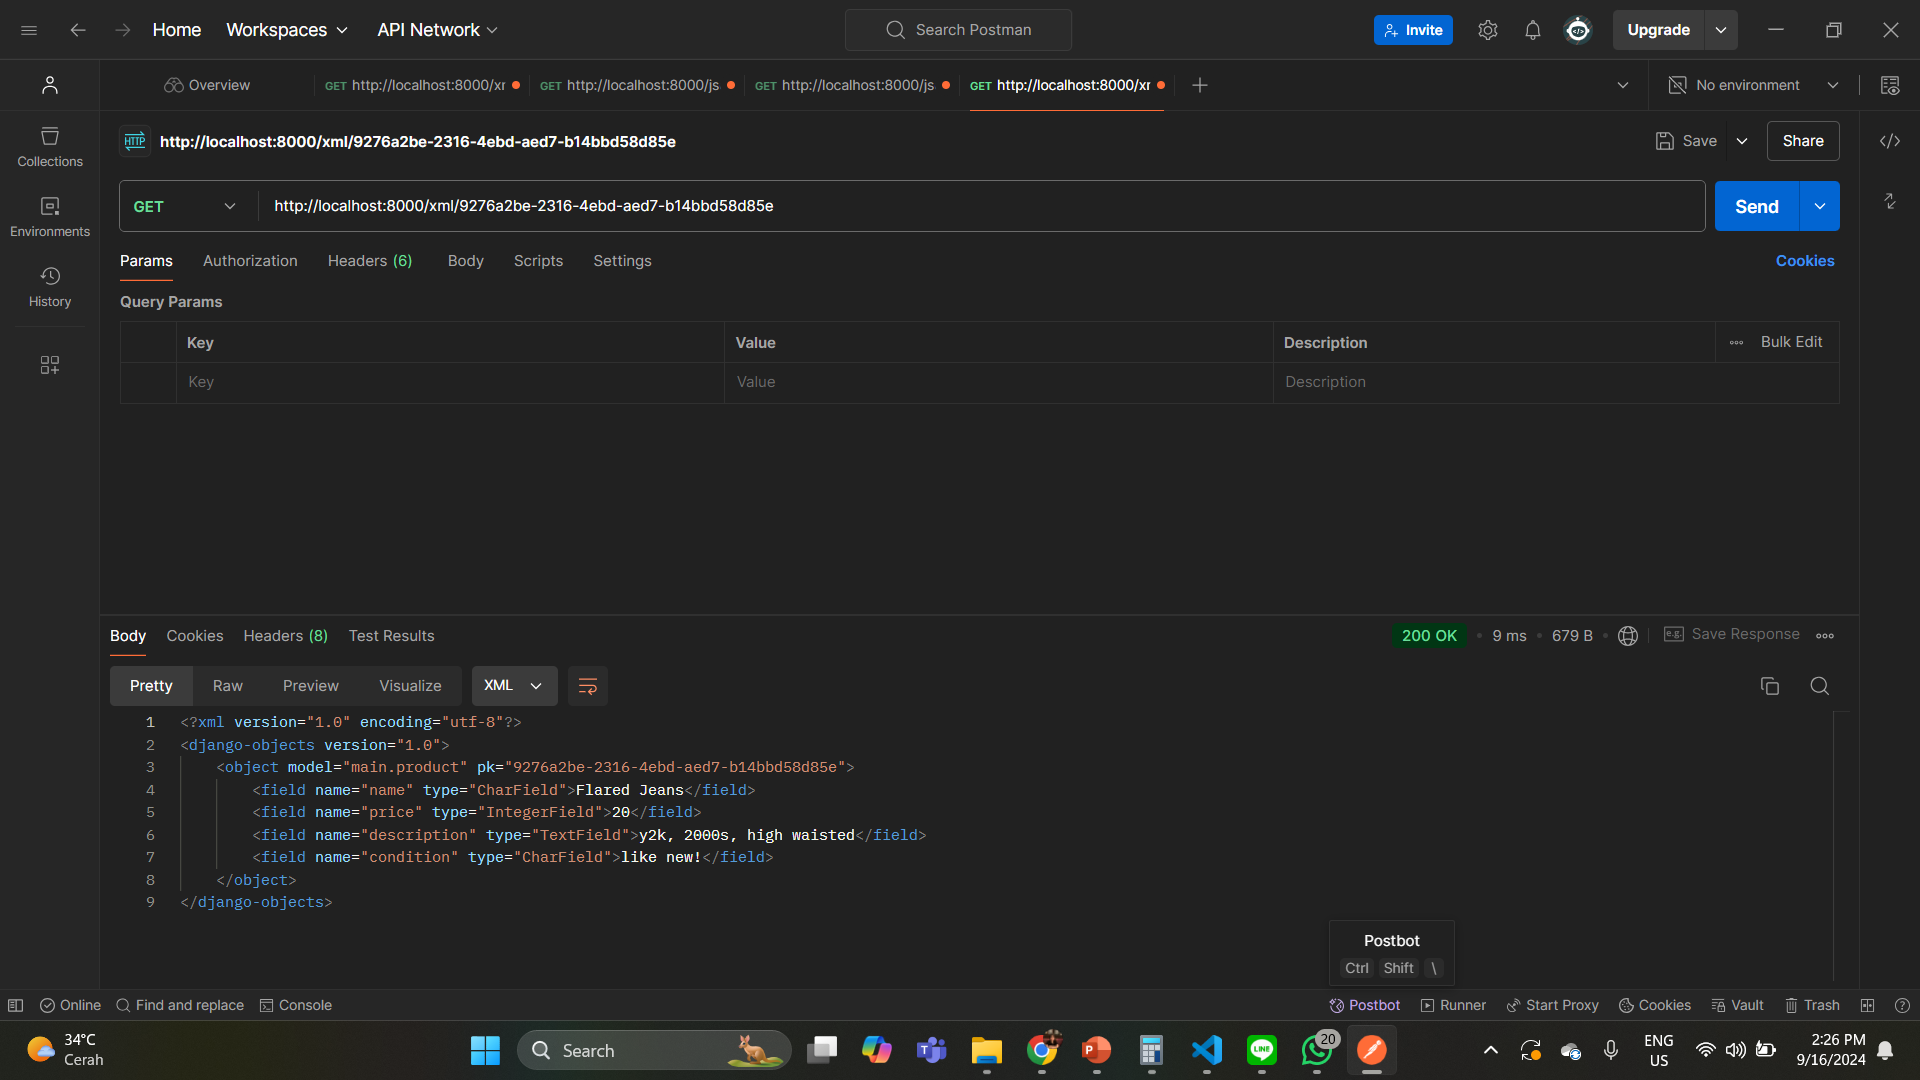 Home Workspaces API Network Search Postman Invite Upgrade
Overview GET http://localhost:8000/xr GET http://localhost:8000/js GET http://localhost:8000/js GET http://localhost:8000/xr No environment
HTTP http://localhost:8000/xml/9276a2be-2316-4ebd-aed7-b14bbd58d85e Save Share
Collections
GET http://localhost:8000/xml/9276a2be-2316-4ebd-aed7-b14bbd58d85e Send
Environments
Params Authorization Headers (6) Body Scripts Settings Cookies
History
Query Params
Key Value Description Bulk Edit
Key Value Description
Body Cookies Headers (8) Test Results 200 OK 9 ms 679 B e.g. Save Response
Pretty Raw Preview Visualize XML
1 <?xml version="1.0" encoding="utf-8"?>
2 <django-objects version="1.0">
3 <object model="main.product" pk="9276a2be-2316-4ebd-aed7-b14bbd58d85e">
4 <field name="name" type="CharField">Flared Jeans</field>
5 <field name="price" type="IntegerField">20</field>
6 <field name="description" type="TextField">y2k, 2000s, high waisted</field>
7 <field name="condition" type="CharField">like new!</field>
8 </object>
9 </django-objects>
Postbot
Ctrl Shift \
Online Find and replace Console Postbot Runner Start Proxy Cookies Vault Trash
34°C
Cerah
Search
20
ENG
US
2:26 PM
9/16/2024